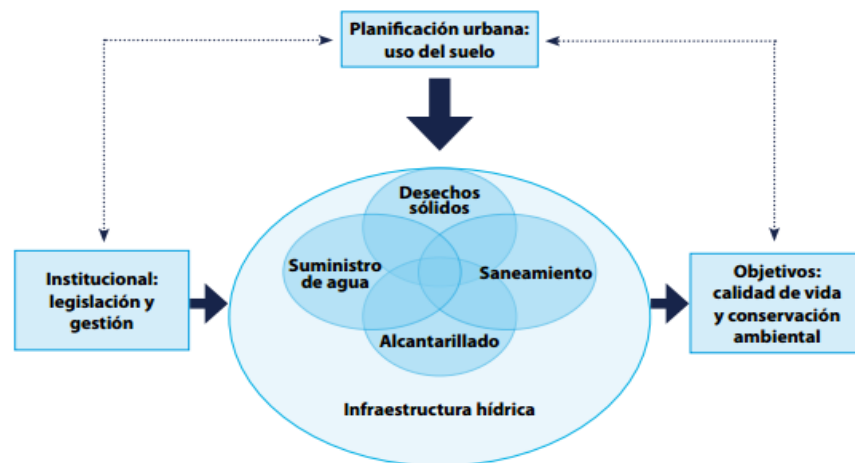 Planificación urbana:
uso del suelo
Desechos
sólidos
Suministro
de agua
Saneamiento
Alcantarillado
Infraestructura hídrica
Institucional:
legislación y
gestión
Objetivos:
calidad de vida
y conservación
ambiental